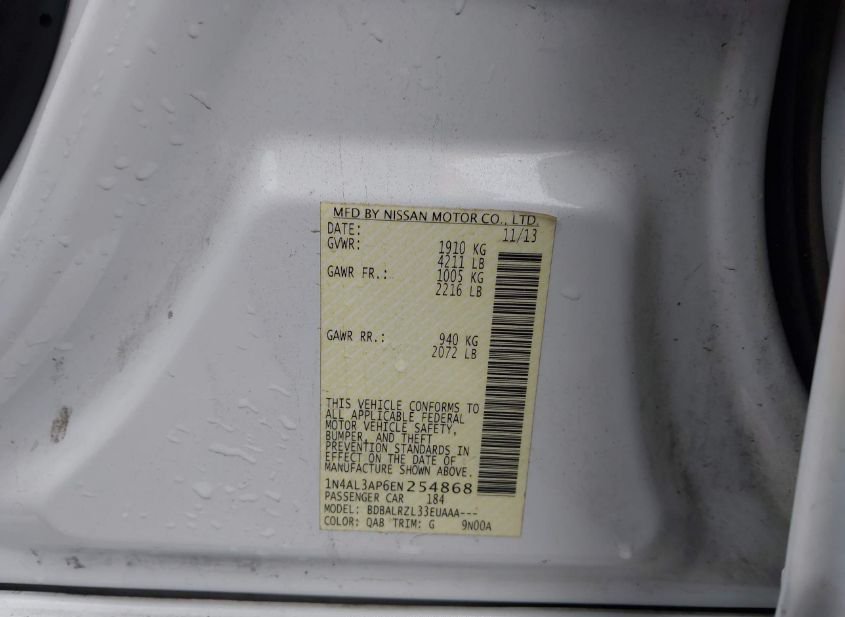 MFD BY NISSAN MOTOR CO., LTD.
DATE: 11/13
GVWR: 1910 KG
4211 LB
GAWR FR.: 1005 KG
2216 LB
GAWR RR.: 940 KG
2072 LB
THIS VEHICLE CONFORMS TO
ALL APPLICABLE FEDERAL
MOTOR VEHICLE SAFETY,
BUMPER, AND THEFT
PREVENTION STANDARDS IN
EFFECT ON THE DATE OF
MANUFACTURE SHOWN ABOVE.
1N4AL3AP6EN254868
PASSENGER CAR 184
MODEL: BDBALRZL33EUAAA---
COLOR: QAB TRIM: G 9N00A